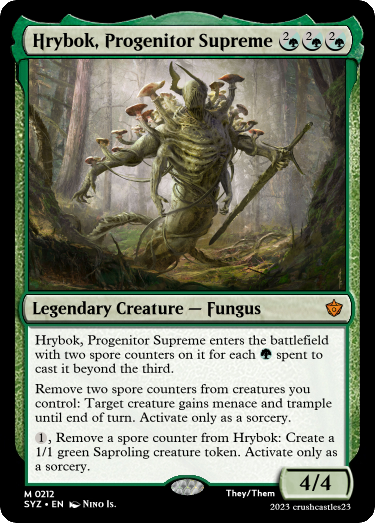 Hrybok, Progenitor Supreme 2 2 2
Legendary Creature — Fungus
Hrybok, Progenitor Supreme enters the battlefield
with two spore counters on it for each spent to
cast it beyond the third.
Remove two spore counters from creatures you
control: Target creature gains menace and trample
until end of turn. Activate only as a sorcery.
1, Remove a spore counter from Hrybok: Create a
1/1 green Saproling creature token. Activate only as
a sorcery.
4/4
M 0212
They/Them
SYZ • EN Nino Is.
2023 crushcastles23